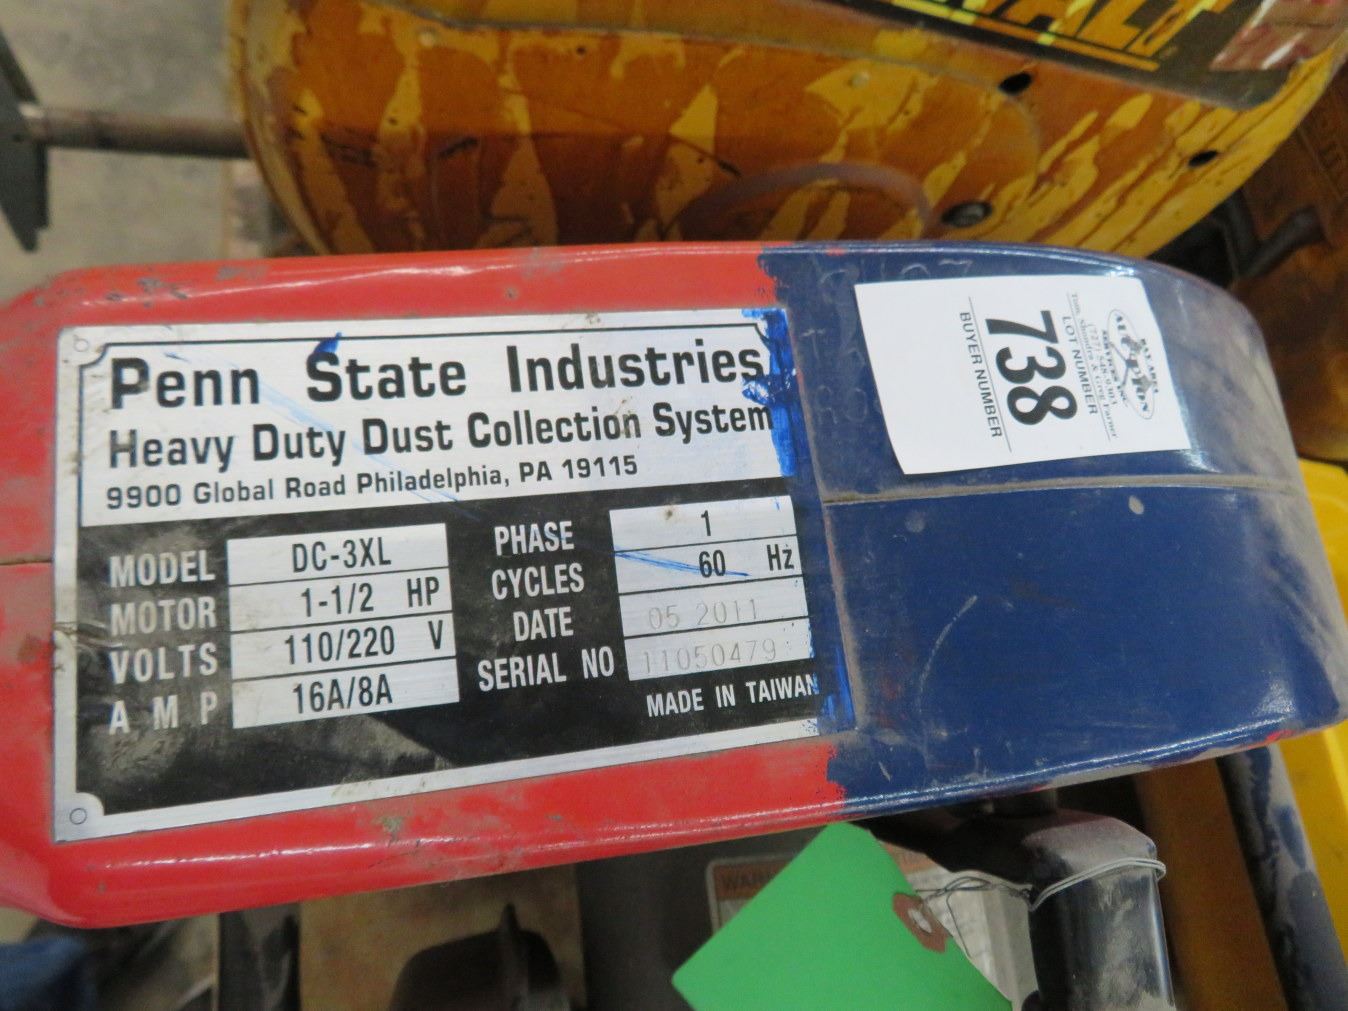 Penn State Industries
Heavy Duty Dust Collection System
9900 Global Road Philadelphia, PA 19115
MODEL DC-3XL
MOTOR 1-1/2 HP
VOLTS 110/220 V
A M P 16A/8A
PHASE 1
CYCLES 60 Hz
DATE 05 2011
SERIAL NO 11050479
MADE IN TAIWAN
AUCTION
LOT NUMBER
738
BUYER NUMBER